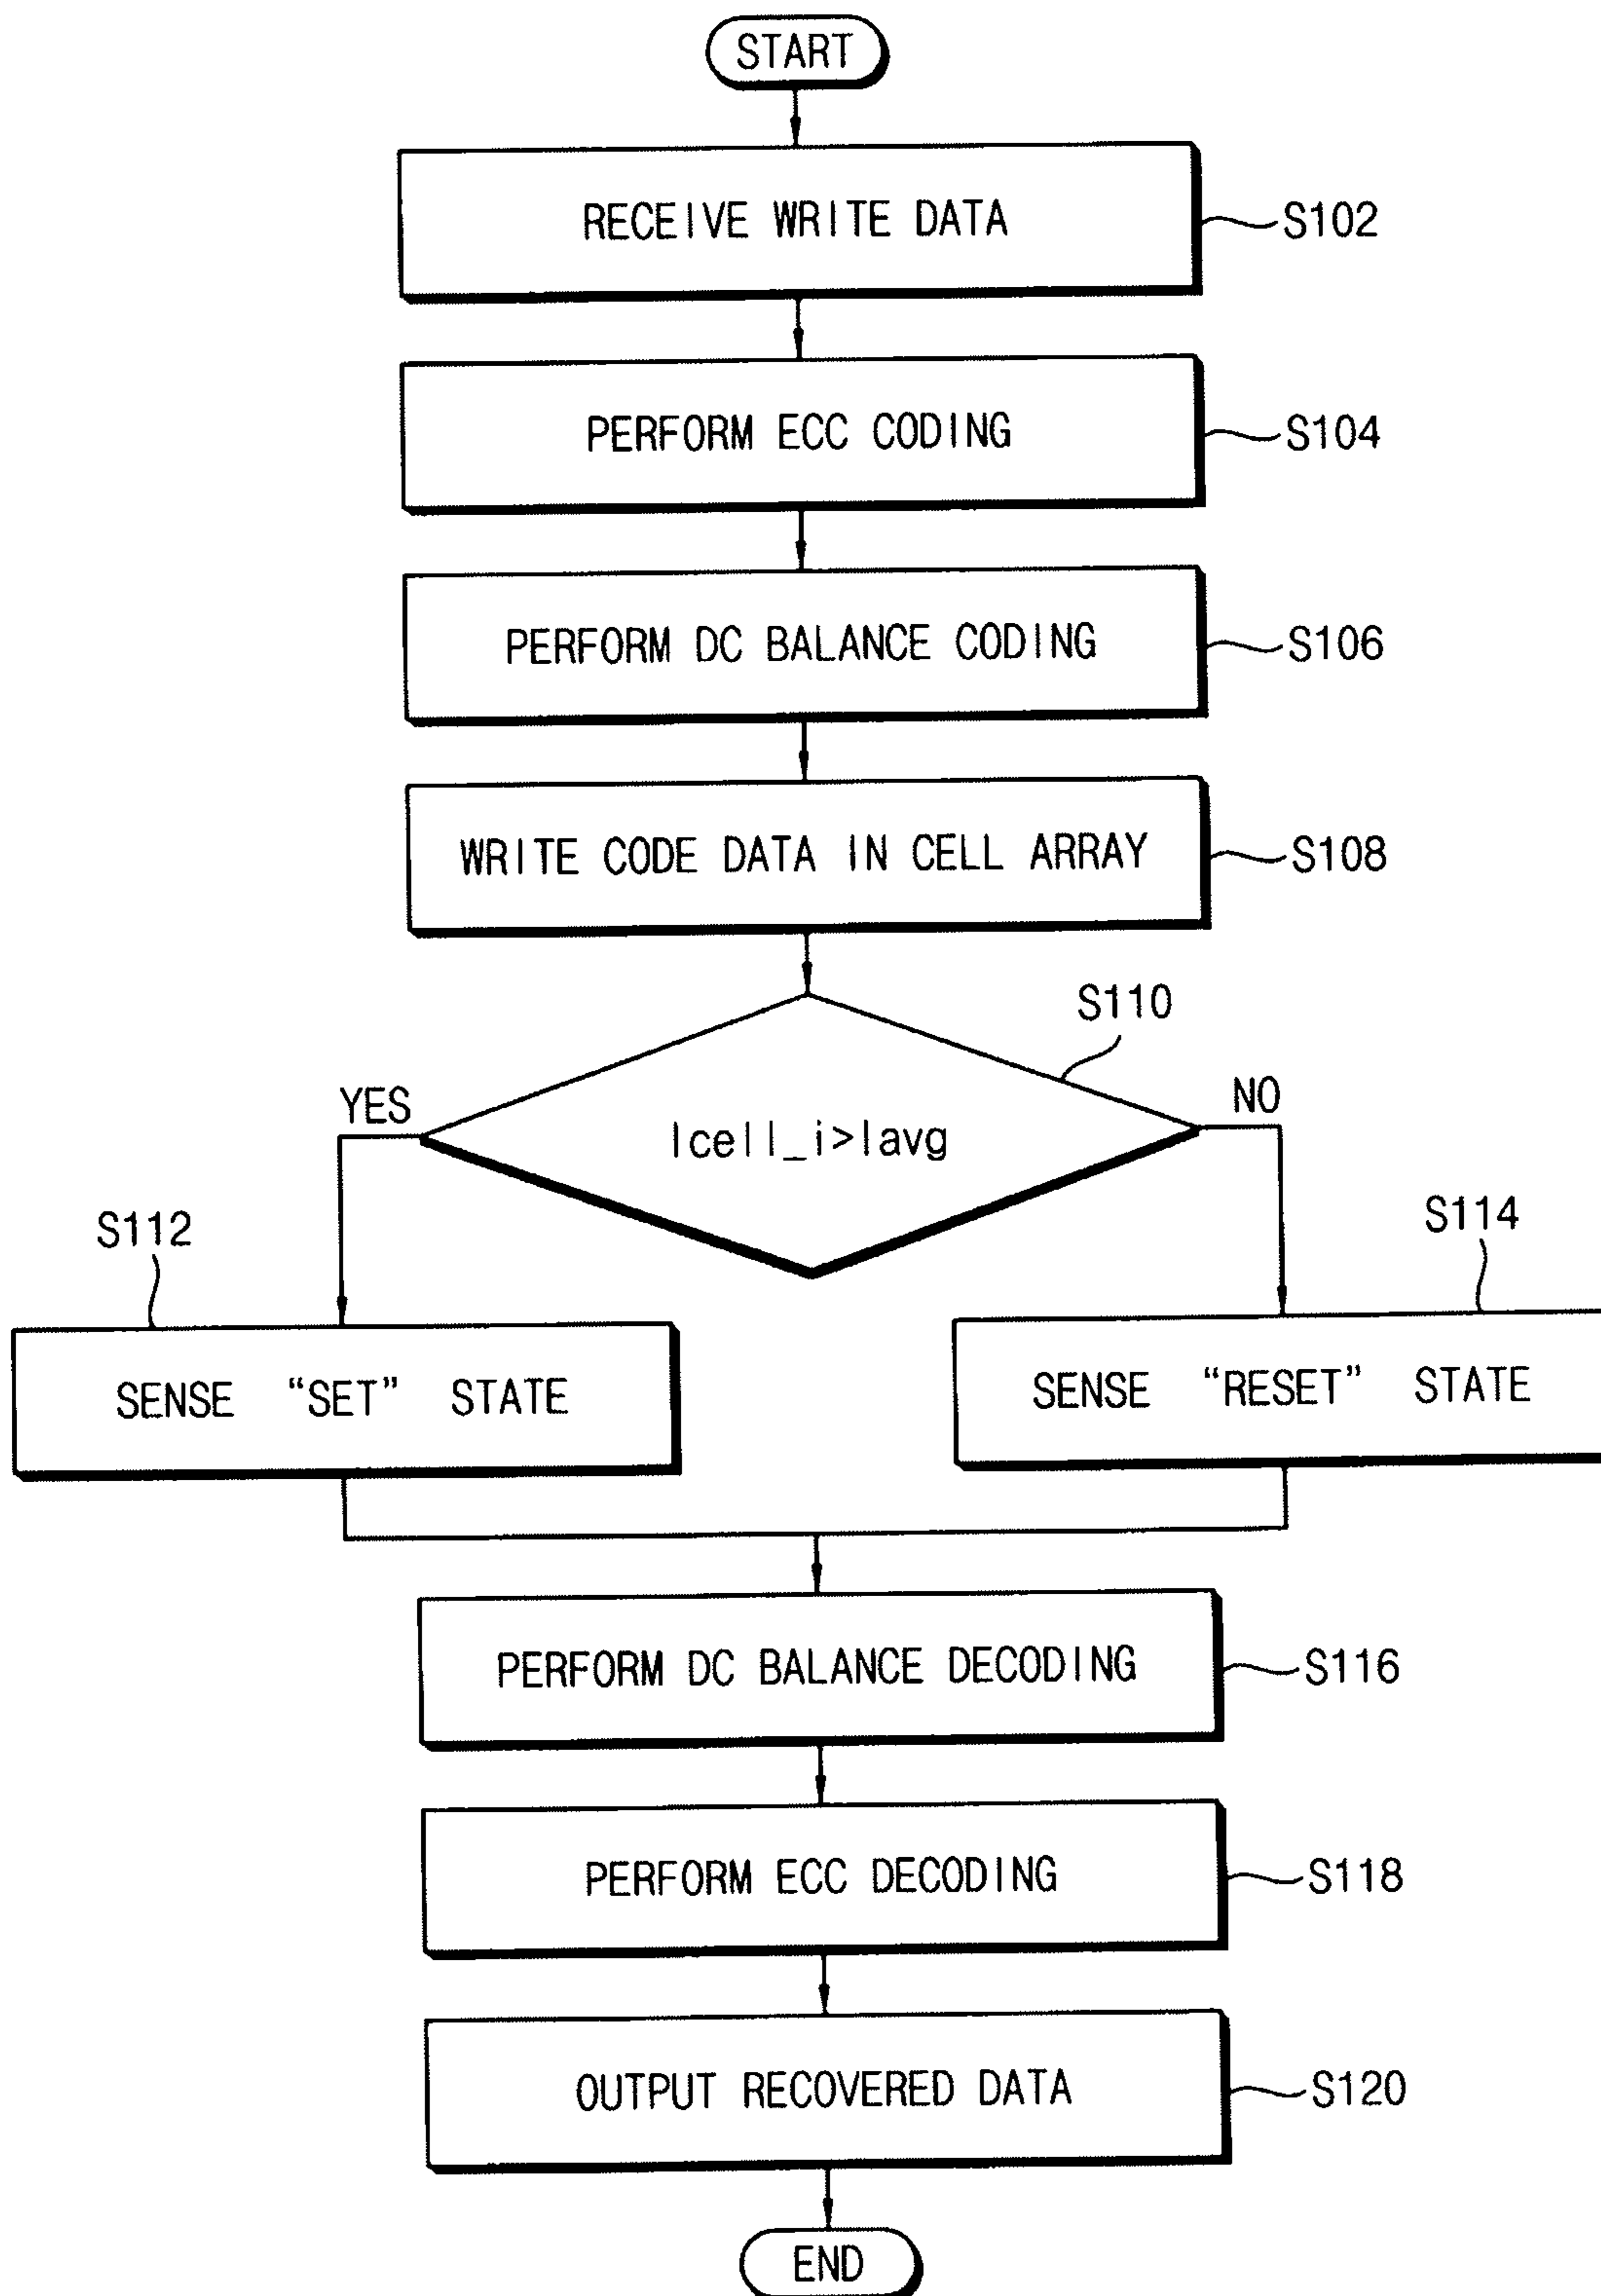 START
RECEIVE WRITE DATA
S102
PERFORM ECC CODING
S104
PERFORM DC BALANCE CODING
S106
WRITE CODE DATA IN CELL ARRAY
S108
S110
YES
Icell_i>Iavg
NO
S112
S114
SENSE “SET” STATE
SENSE “RESET” STATE
PERFORM DC BALANCE DECODING
S116
PERFORM ECC DECODING
S118
OUTPUT RECOVERED DATA
S120
END